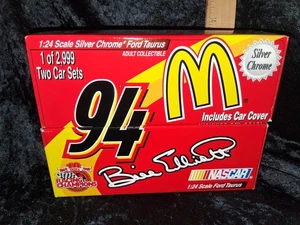 1:24 Scale Silver Chrome® Ford Taurus
ADULT COLLECTIBLE
1 of 2,999
Two Car Sets
Silver
Chrome
Includes Car Cover
94
Bill Elliott
CHAMPIONS
NASCAR
1:24 Scale Ford Taurus